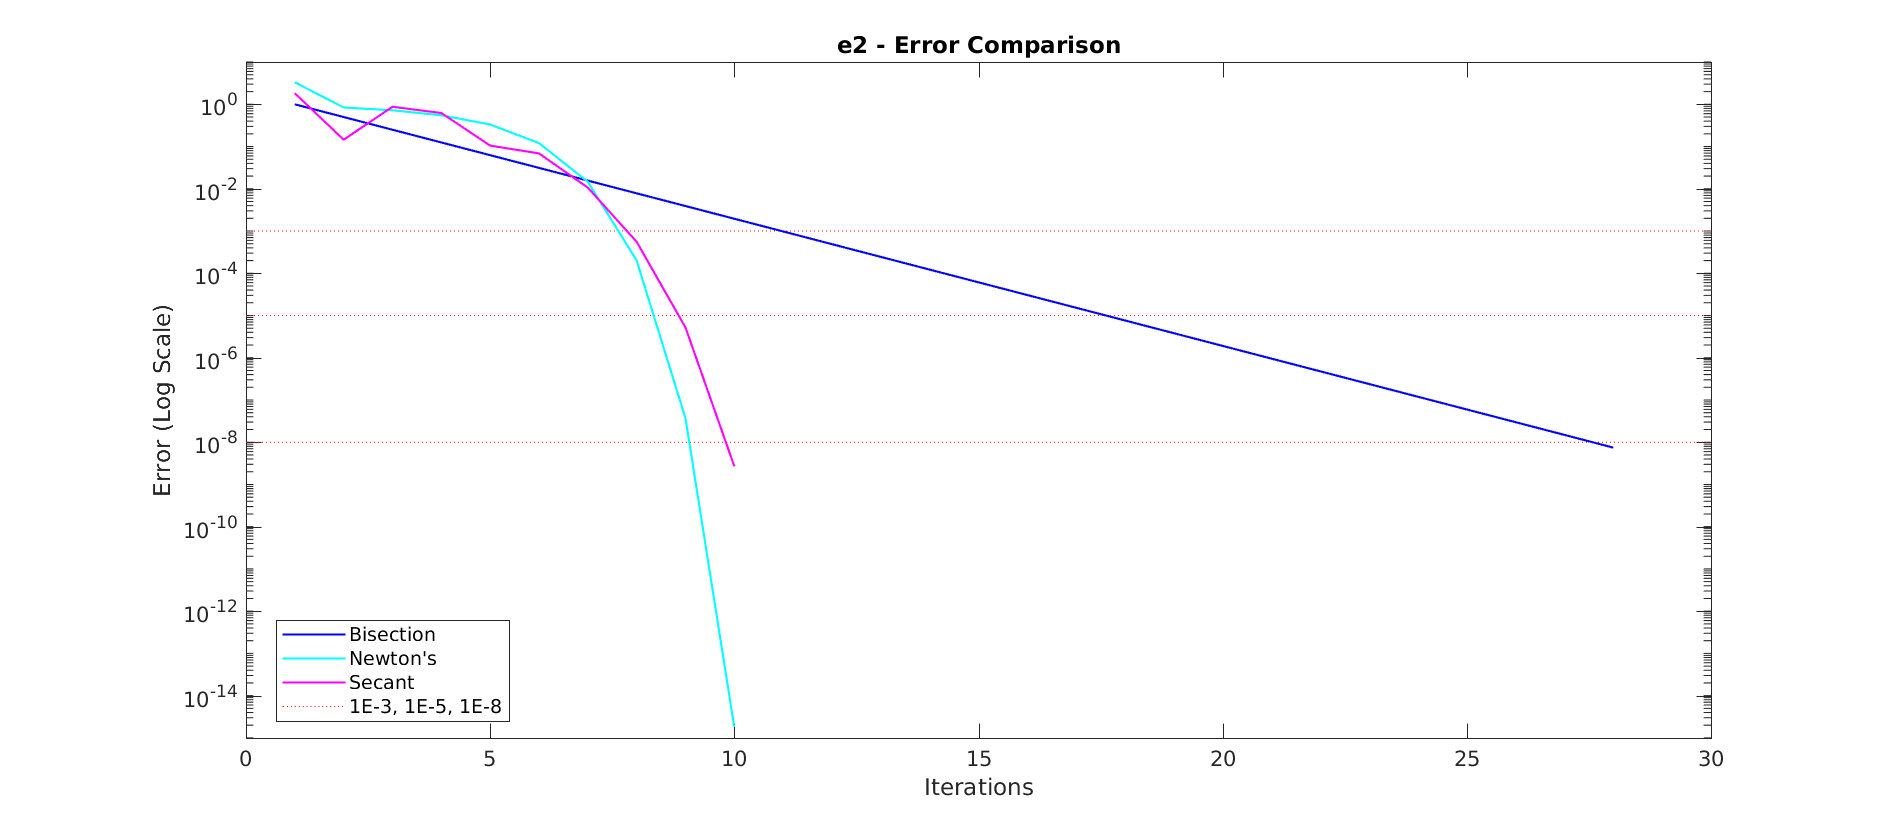 e2 - Error Comparison
Error (Log Scale)
10^0
10^-2
10^-4
10^-6
10^-8
10^-10
10^-12
10^-14
Bisection
Newton's
Secant
1E-3, 1E-5, 1E-8
0 5 10 15 20 25 30
Iterations